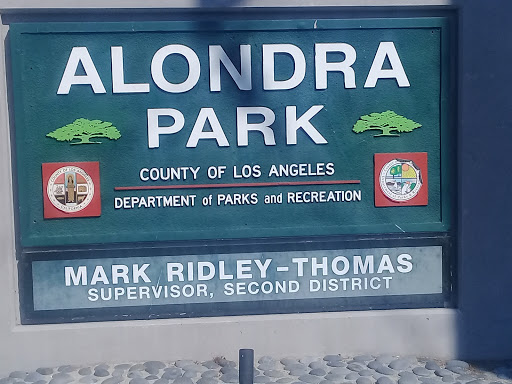 ALONDRA
PARK
COUNTY OF LOS ANGELES
DEPARTMENT of PARKS and RECREATION
MARK RIDLEY-THOMAS
SUPERVISOR, SECOND DISTRICT